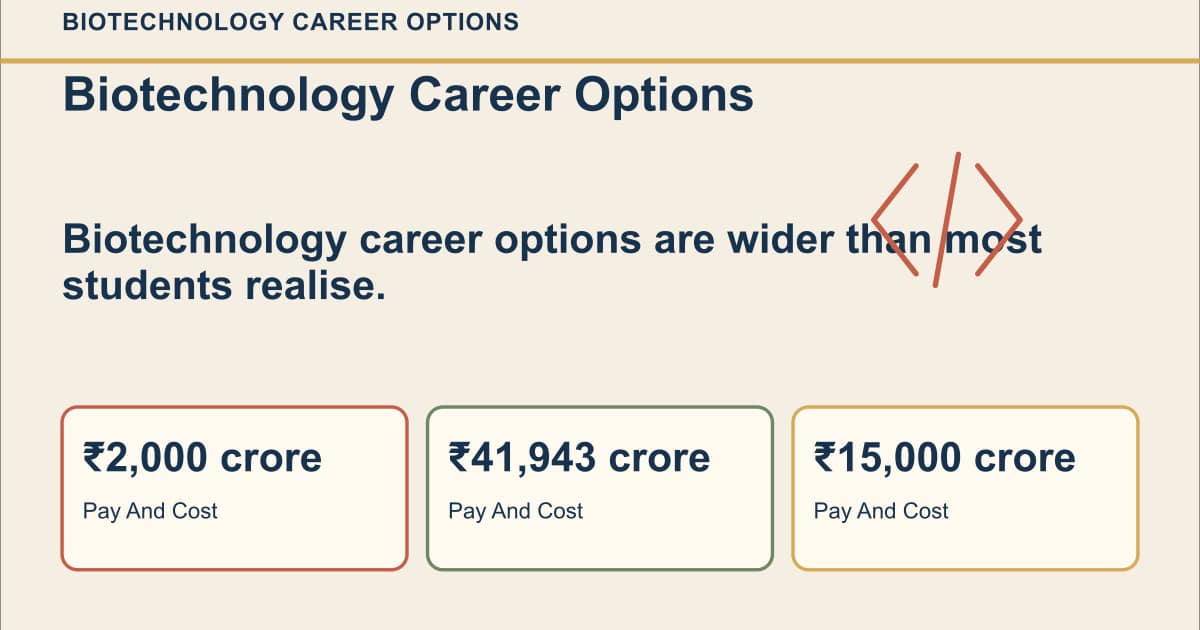 BIOTECHNOLOGY CAREER OPTIONS
Biotechnology Career Options
Biotechnology career options are wider than most
students realise.
₹2,000 crore
Pay And Cost
₹41,943 crore
Pay And Cost
₹15,000 crore
Pay And Cost